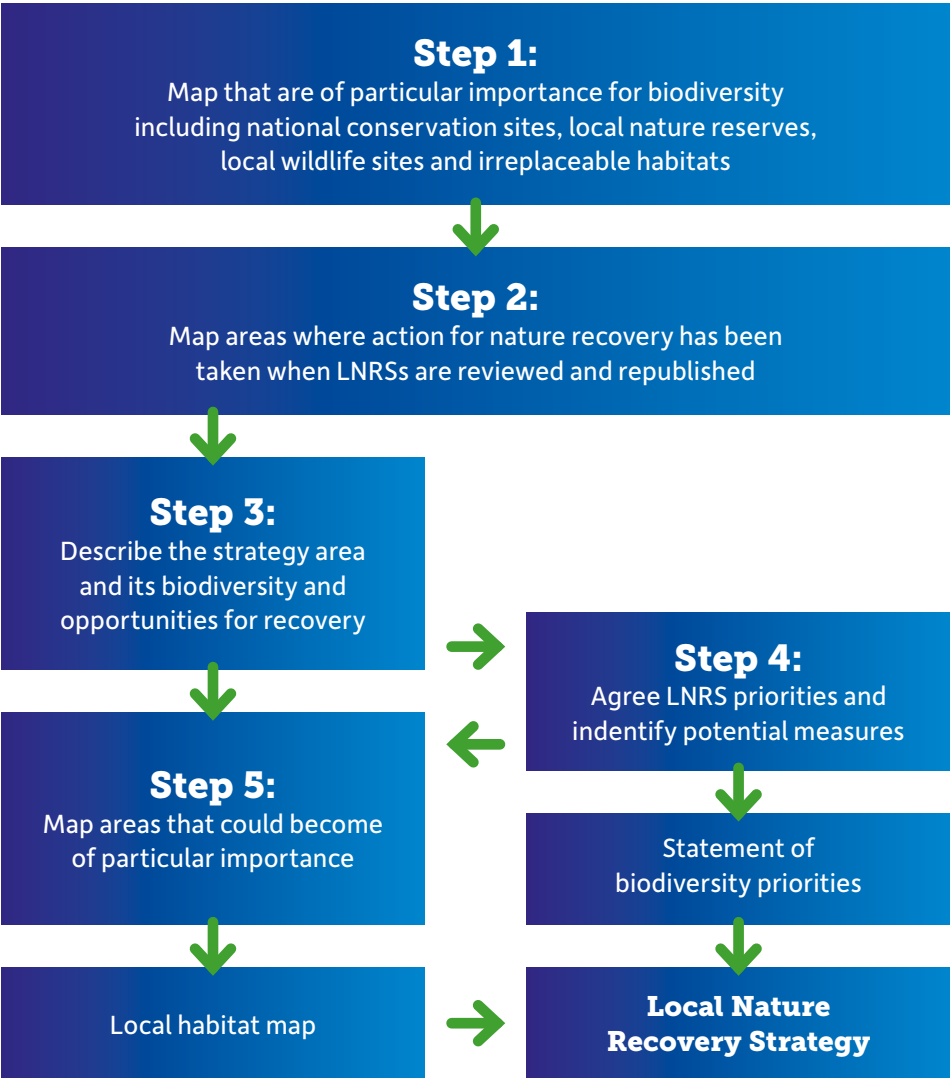 Step 1:
Map that are of particular importance for biodiversity
including national conservation sites, local nature reserves,
local wildlife sites and irreplaceable habitats
Step 2:
Map areas where action for nature recovery has been
taken when LNRSs are reviewed and republished
Step 3:
Describe the strategy area
and its biodiversity and
opportunities for recovery
Step 4:
Agree LNRS priorities and
indentify potential measures
Step 5:
Map areas that could become
of particular importance
Statement of
biodiversity priorities
Local habitat map
Local Nature
Recovery Strategy